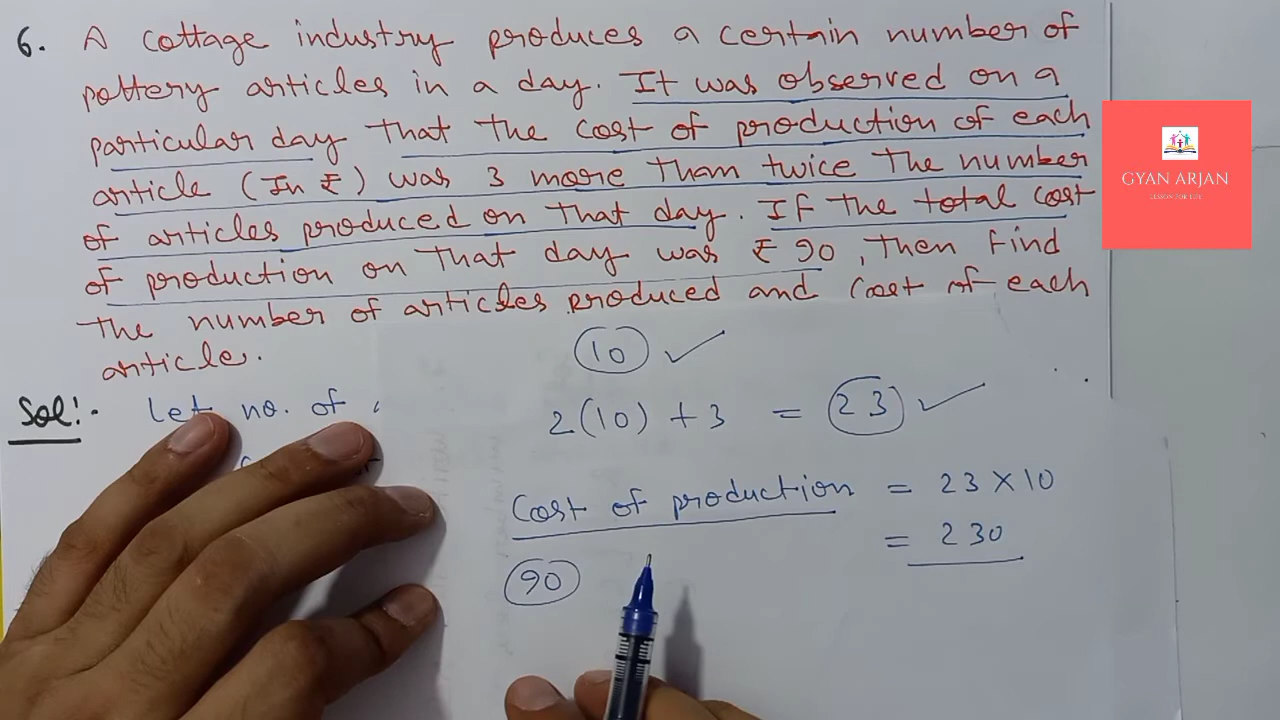 6. A cottage industry produces a certain number of
pottery articles in a day. It was observed on a
particular day that the cost of production of each
article (In ₹) was 3 more than twice the number
of articles produced on that day. If the total cost
of production on that day was ₹ 90, then find
the number of articles produced and cost of each
article.
GYAN ARJAN
LESSON FOR LIFE
10 ✓
Sol:- Let no. of
2(10) + 3 = 23 ✓
Cost of production = 23 × 10
= 230
90